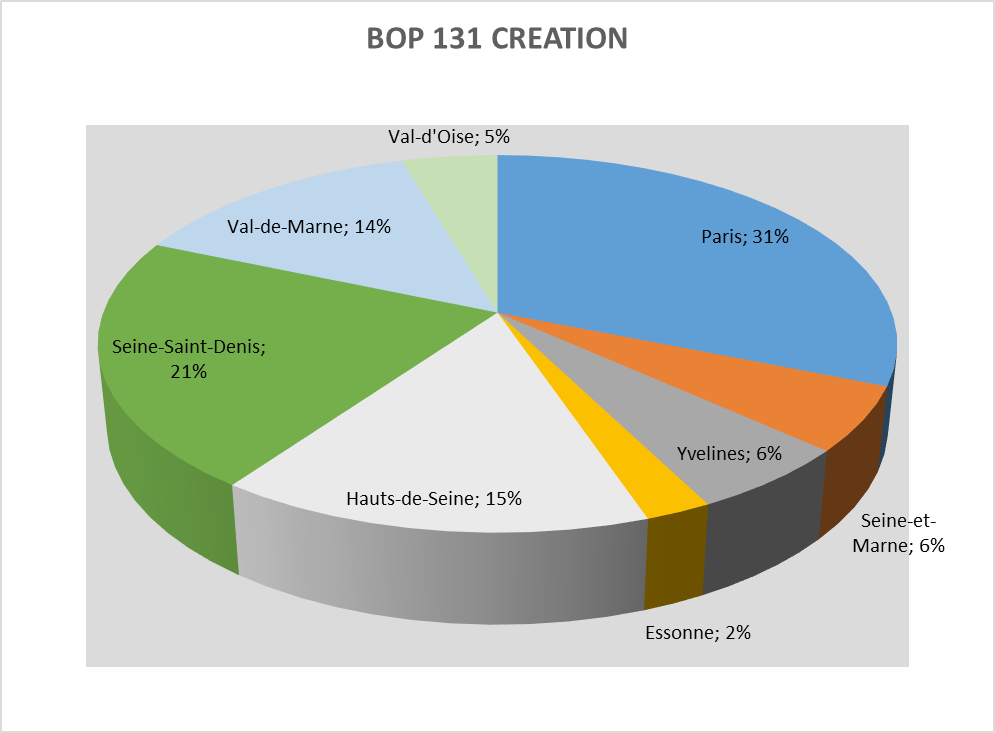 BOP 131 CREATION
Val-d'Oise; 5%
Val-de-Marne; 14%
Paris; 31%
Seine-Saint-Denis;
21%
Yvelines; 6%
Hauts-de-Seine; 15%
Seine-et-
Marne; 6%
Essonne; 2%